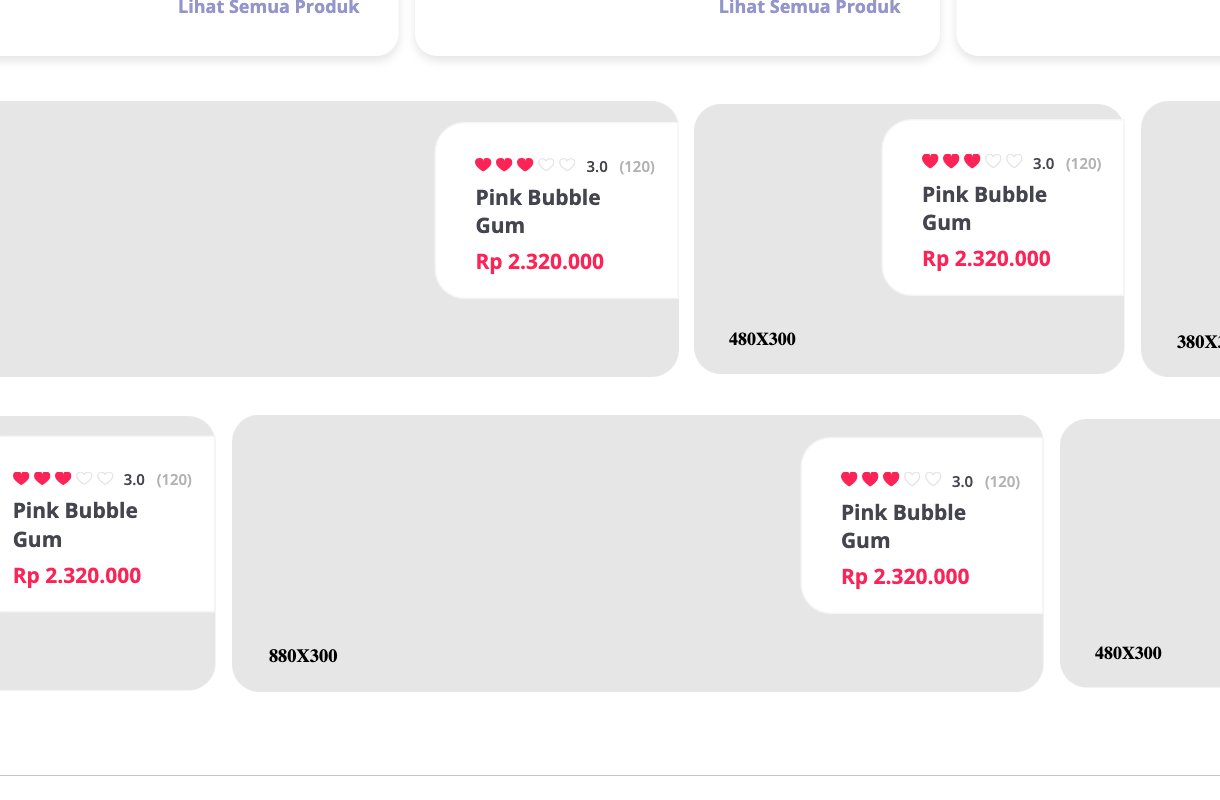 Lihat Semua Produk
Lihat Semua Produk
3.0 (120)
Pink Bubble
Gum
Rp 2.320.000
3.0 (120)
Pink Bubble
Gum
Rp 2.320.000
480X300
3.0 (120)
Pink Bubble
Gum
Rp 2.320.000
3.0 (120)
Pink Bubble
Gum
Rp 2.320.000
880X300
480X300